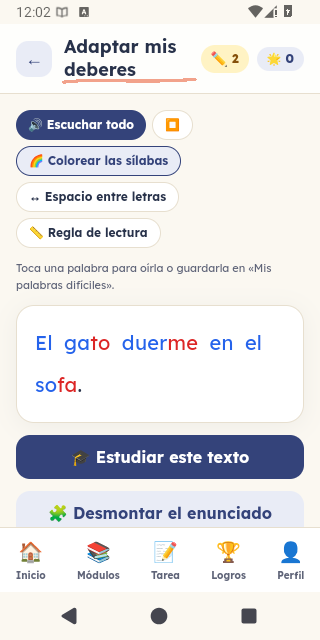 12:02
← Adaptar mis
deberes
✏️ 2
🌟 0
🔊 Escuchar todo
🌈 Colorear las sílabas
↔ Espacio entre letras
📏 Regla de lectura
Toca una palabra para oírla o guardarla en «Mis
palabras difíciles».
El gato duerme en el
sofa.
🎓 Estudiar este texto
🧩 Desmontar el enunciado
Inicio Módulos Tarea Logros Perfil